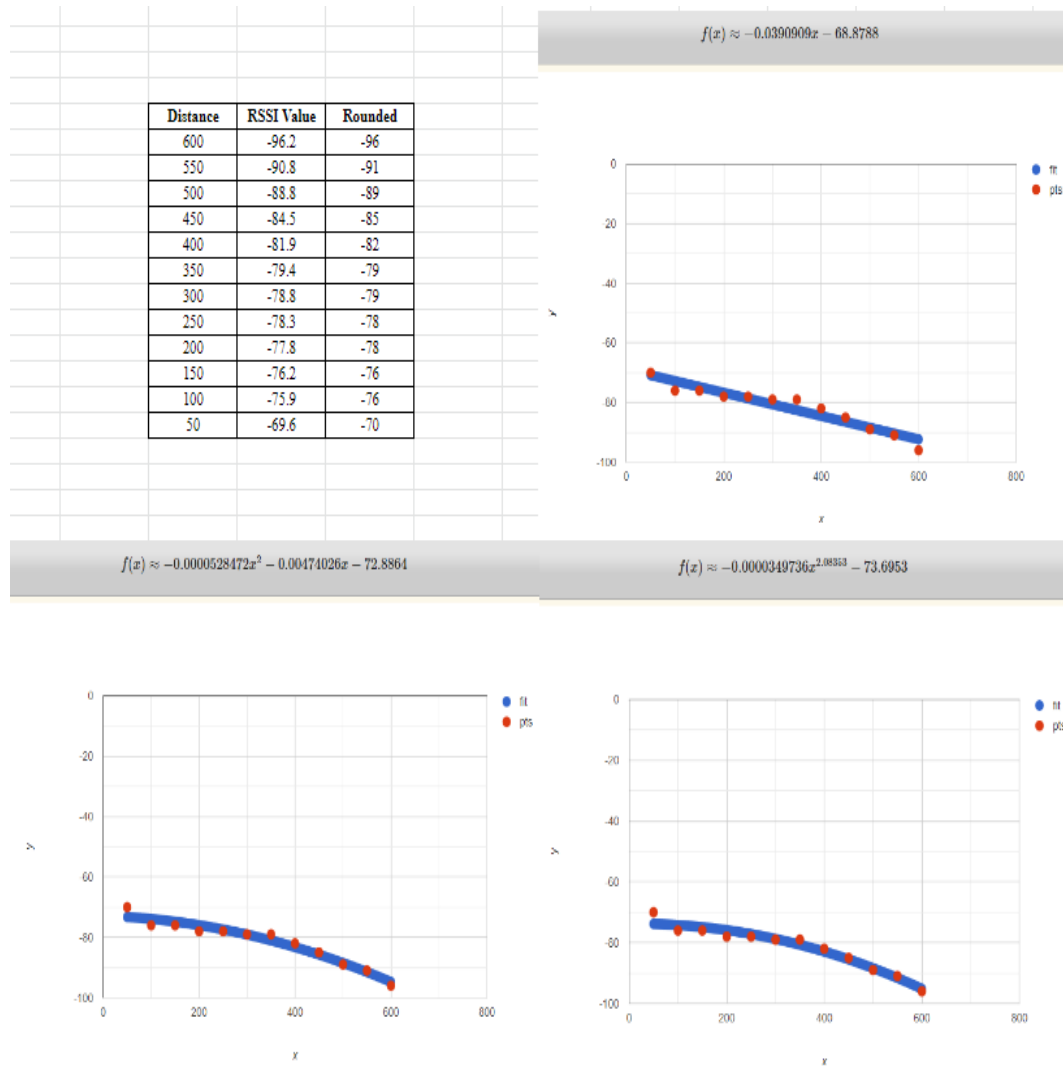 Distance RSSI Value Rounded
600 -96.2 -96
550 -90.8 -91
500 -88.8 -89
450 -84.5 -85
400 -81.9 -82
350 -79.4 -79
300 -78.8 -79
250 -78.3 -78
200 -77.8 -78
150 -76.2 -76
100 -75.9 -76
50 -69.6 -70
f(x) ≈ −0.0390909x − 68.8788
0
-20
-40
-60
-80
-100
y
0 200 400 600 800
x
fit
pts
f(x) ≈ −0.0000528472x² − 0.00474026x − 72.8864
0
-20
-40
-60
-80
-100
y
0 200 400 600 800
x
fit
pts
f(x) ≈ −0.0000349736x^2.08353 − 73.6953
0
-20
-40
-60
-80
-100
y
0 200 400 600 800
x
fit
pts